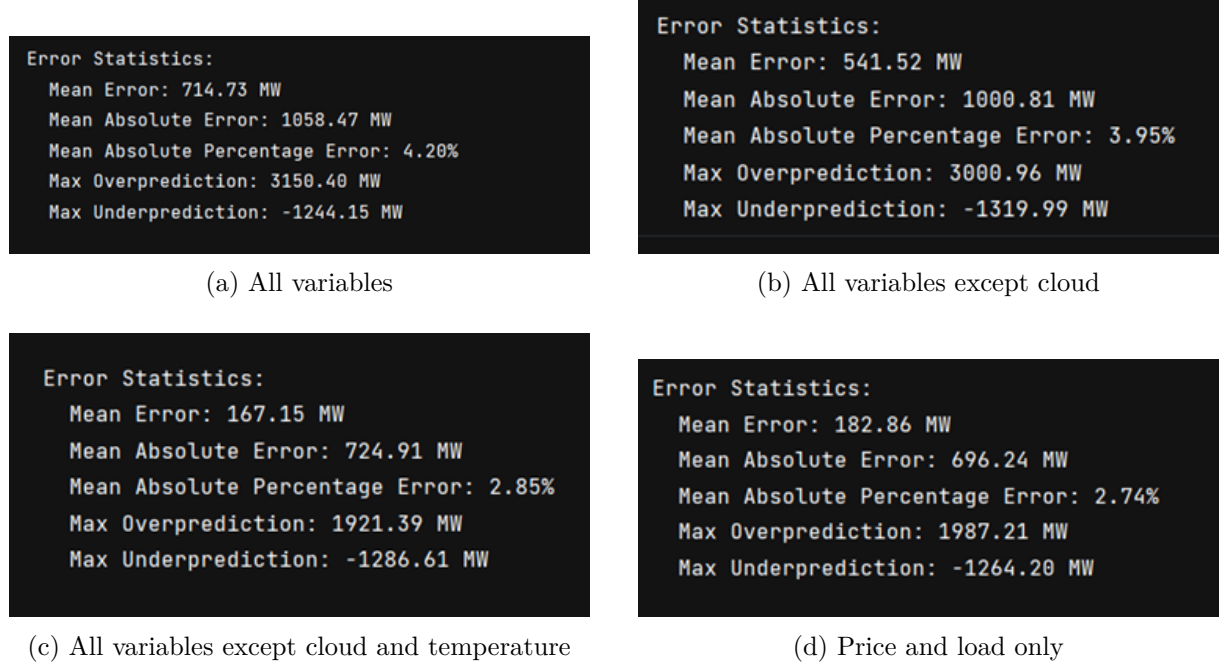 Error Statistics:
Mean Error: 714.73 MW
Mean Absolute Error: 1058.47 MW
Mean Absolute Percentage Error: 4.20%
Max Overprediction: 3150.40 MW
Max Underprediction: -1244.15 MW
(a) All variables
Error Statistics:
Mean Error: 541.52 MW
Mean Absolute Error: 1000.81 MW
Mean Absolute Percentage Error: 3.95%
Max Overprediction: 3000.96 MW
Max Underprediction: -1319.99 MW
(b) All variables except cloud
Error Statistics:
Mean Error: 167.15 MW
Mean Absolute Error: 724.91 MW
Mean Absolute Percentage Error: 2.85%
Max Overprediction: 1921.39 MW
Max Underprediction: -1286.61 MW
(c) All variables except cloud and temperature
Error Statistics:
Mean Error: 182.86 MW
Mean Absolute Error: 696.24 MW
Mean Absolute Percentage Error: 2.74%
Max Overprediction: 1987.21 MW
Max Underprediction: -1264.20 MW
(d) Price and load only